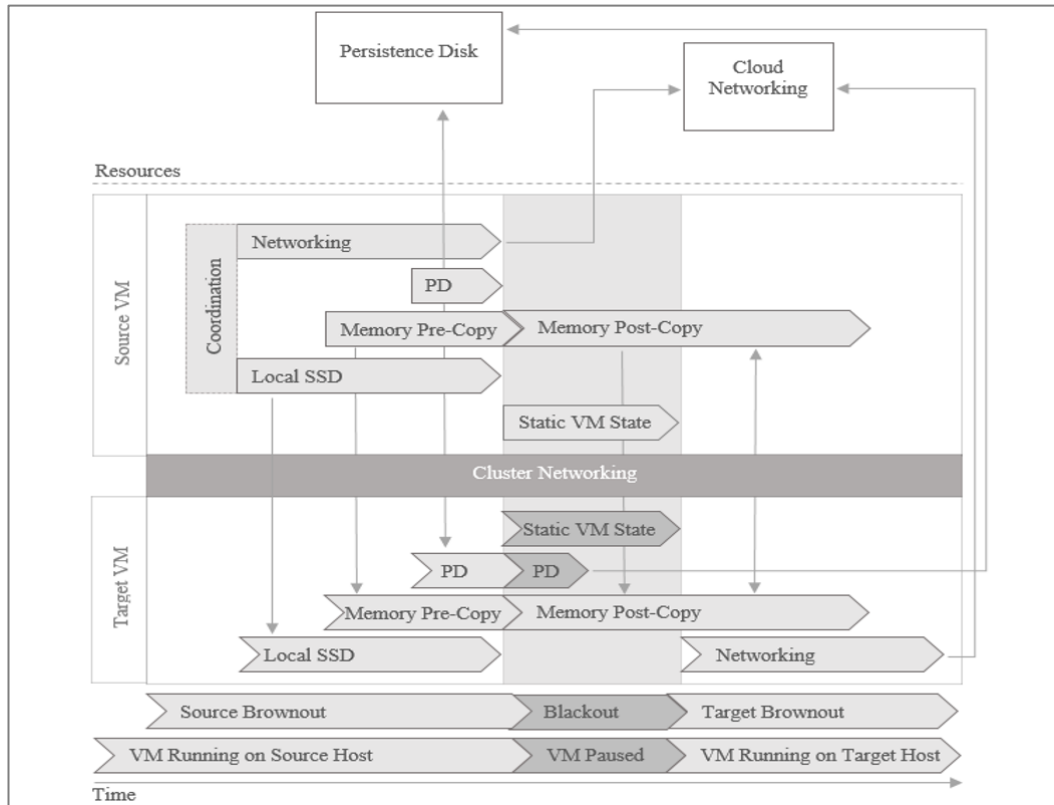 Persistence Disk
Cloud
Networking
Resources
Source VM
Coordination
Networking
PD
Memory Pre-Copy
Memory Post-Copy
Local SSD
Static VM State
Cluster Networking
Target VM
Static VM State
PD
PD
Memory Pre-Copy
Memory Post-Copy
Local SSD
Networking
Source Brownout
Blackout
Target Brownout
VM Running on Source Host
VM Paused
VM Running on Target Host
Time